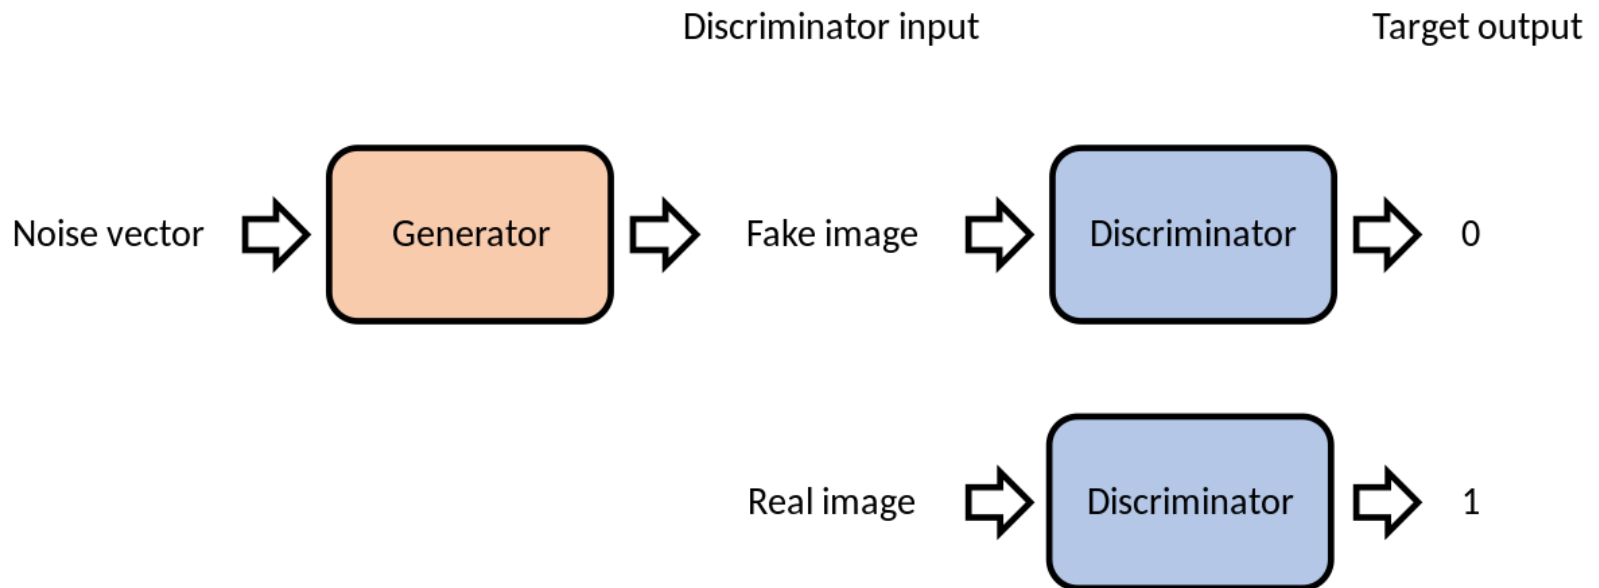 Discriminator input
Target output
Noise vector
Generator
Fake image
Discriminator
0
Real image
Discriminator
1